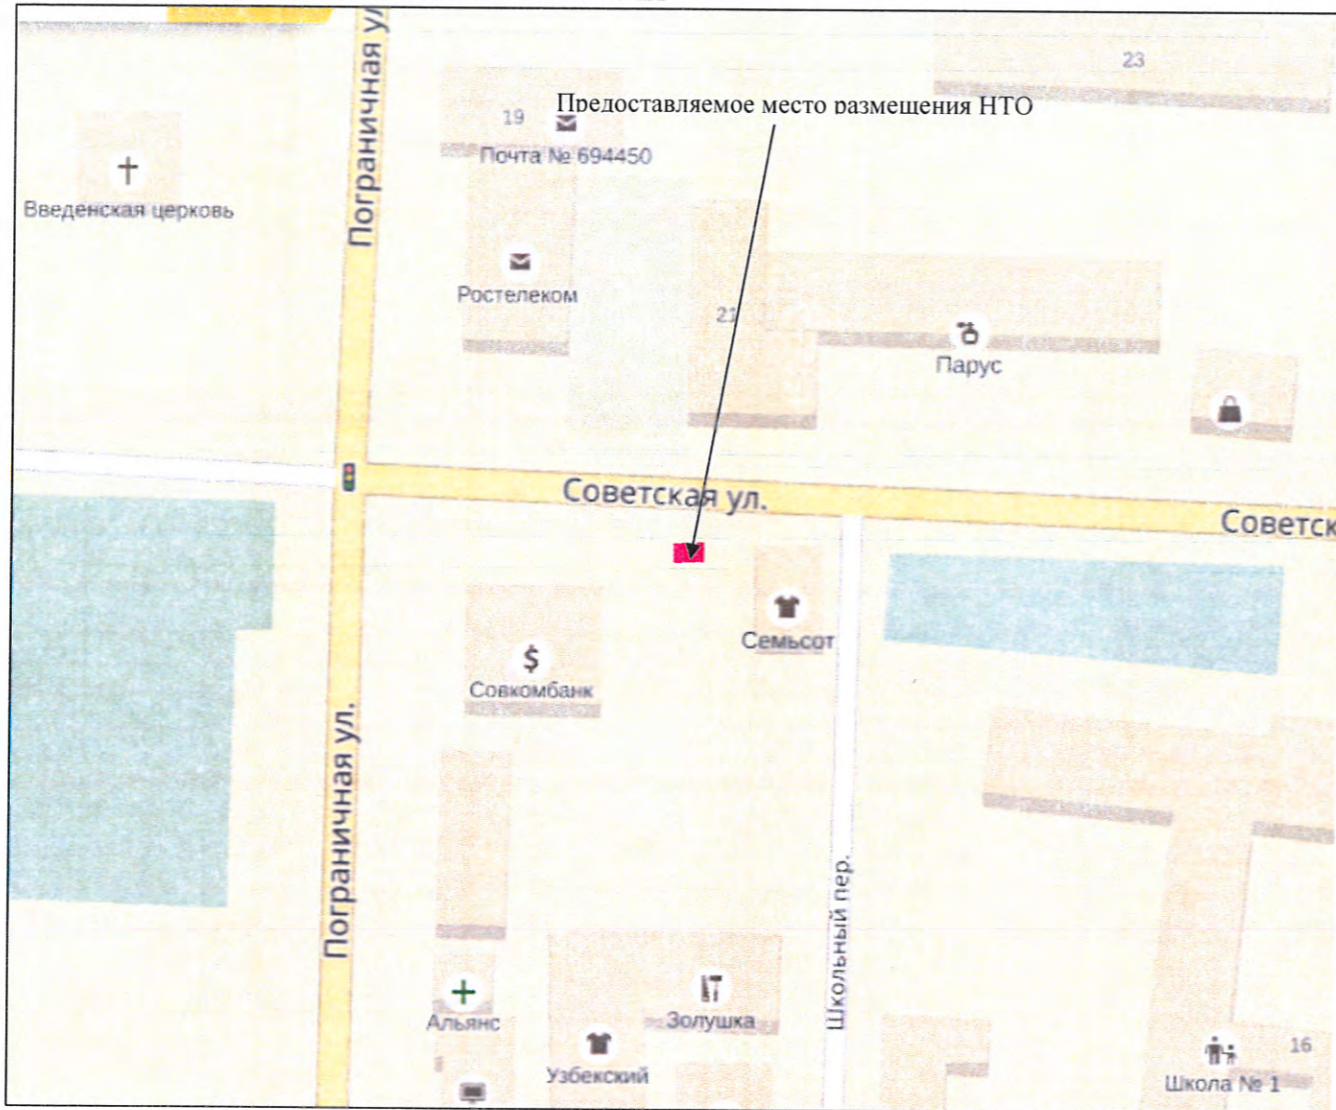 Пограничная ул
23
Предоставляемое место размещения НТО
19
Почта № 694450
Введенская церковь
Ростелеком
21
Парус
Советская ул.
Советск
Семьсот
Совкомбанк
Пограничная ул.
Школьный пер.
Альянс
Золушка
Узбекский
16
Школа № 1